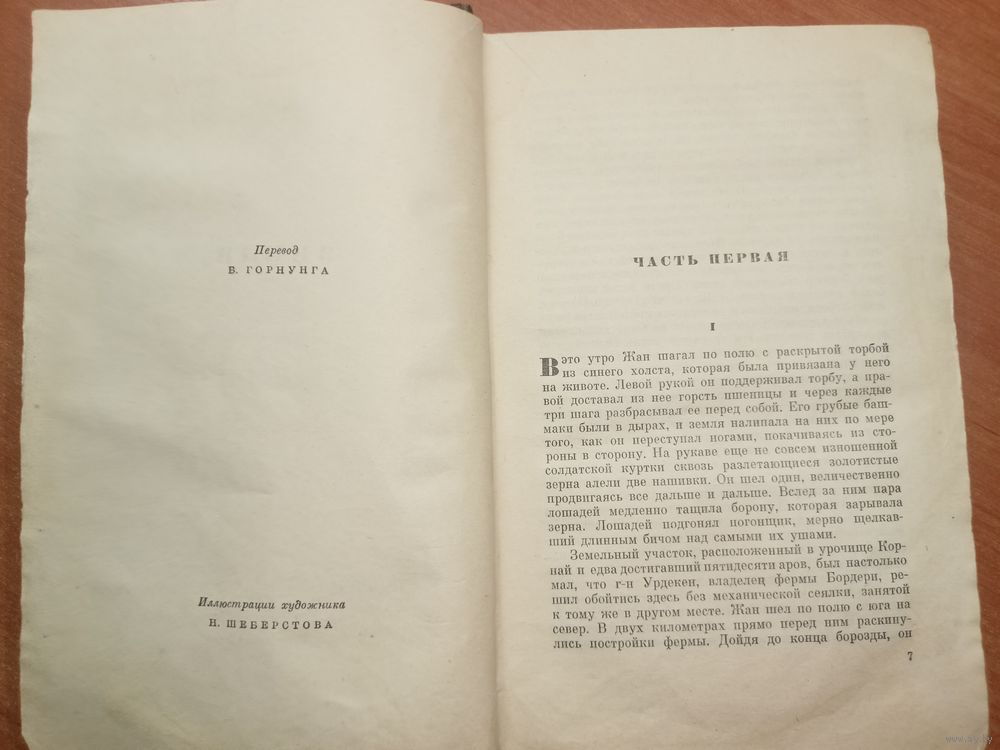 Перевод
Б. ГОРНУНГА
Иллюстрации художника
Н. ШЕБЕРСТОВА
ЧАСТЬ ПЕРВАЯ
I
В это утро Жан шагал по полю с раскрытой торбой
из синего холста, которая была привязана у него
на животе. Левой рукой он поддерживал торбу, а пра-
вой доставал из нее горсть пшеницы и через каждые
три шага разбрасывал ее перед собой. Его грубые баш-
маки были в дырах, и земля налипала на них по мере
того, как он переступал ногами, покачиваясь из сто-
роны в сторону. На рукаве еще не совсем изношенной
солдатской куртки сквозь разлетающиеся золотистые
зерна алели две нашивки. Он шел один, величественно
продвигаясь все дальше и дальше. Вслед за ним пара
лошадей медленно тащила борону, которая зарывала
зерна. Лошадей подгонял погонщик, мерно щелкав-
ший длинным бичом над самыми их ушами.
Земельный участок, расположенный в урочище Кор-
най и едва достигавший пятидесяти аров, был настолько
мал, что г-н Урдекен, владелец фермы Бордери, ре-
шил обойтись здесь без механической сеялки, занятой
к тому же в другом месте. Жан шел по полю с юга на
север. В двух километрах прямо перед ним раскину-
лись постройки фермы. Дойдя до конца борозды, он
7